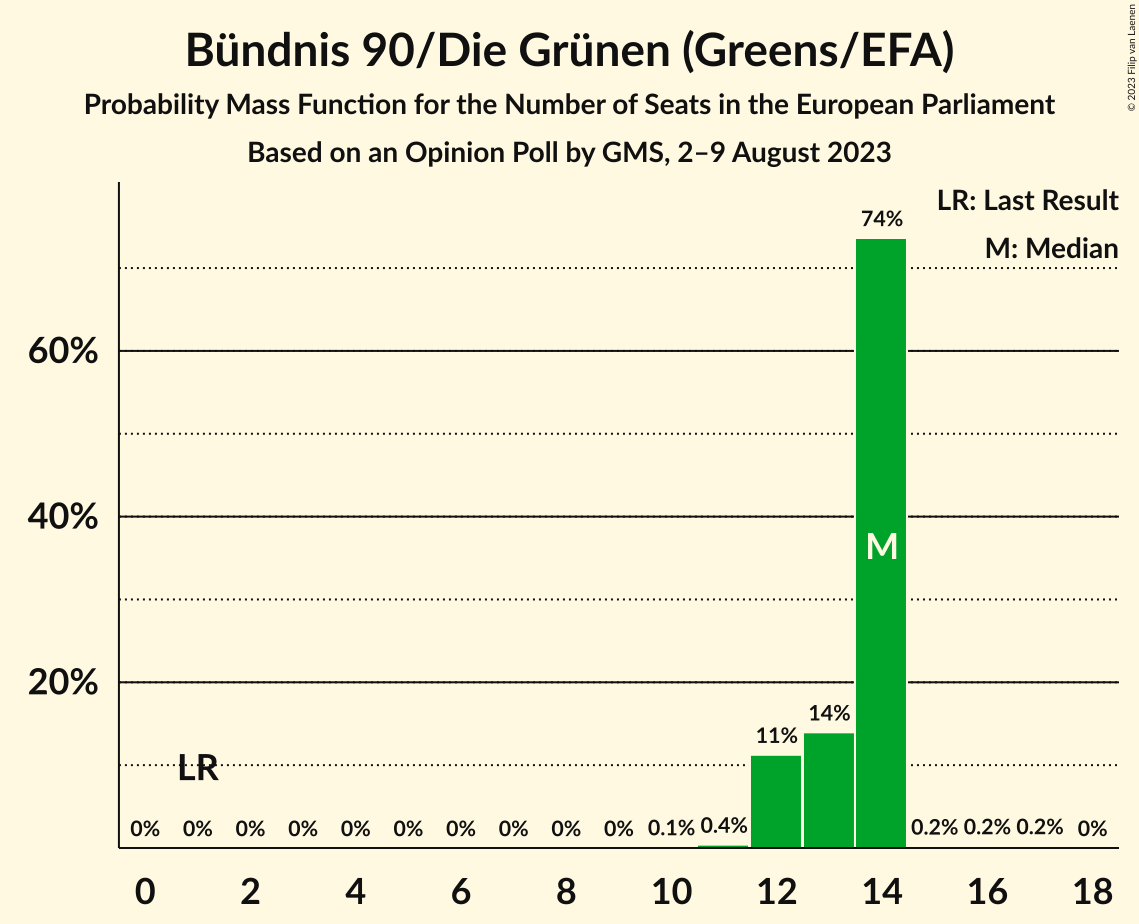 Bündnis 90/Die Grünen (Greens/EFA)
Probability Mass Function for the Number of Seats in the European Parliament
Based on an Opinion Poll by GMS, 2–9 August 2023
© 2023 Filip van Laenen
LR: Last Result
M: Median
74%
60%
40%
M
20%
14%
11%
LR
0% 0% 0% 0% 0% 0% 0% 0% 0% 0% 0.1% 0.4% 0.2% 0.2% 0.2% 0%
0 2 4 6 8 10 12 14 16 18